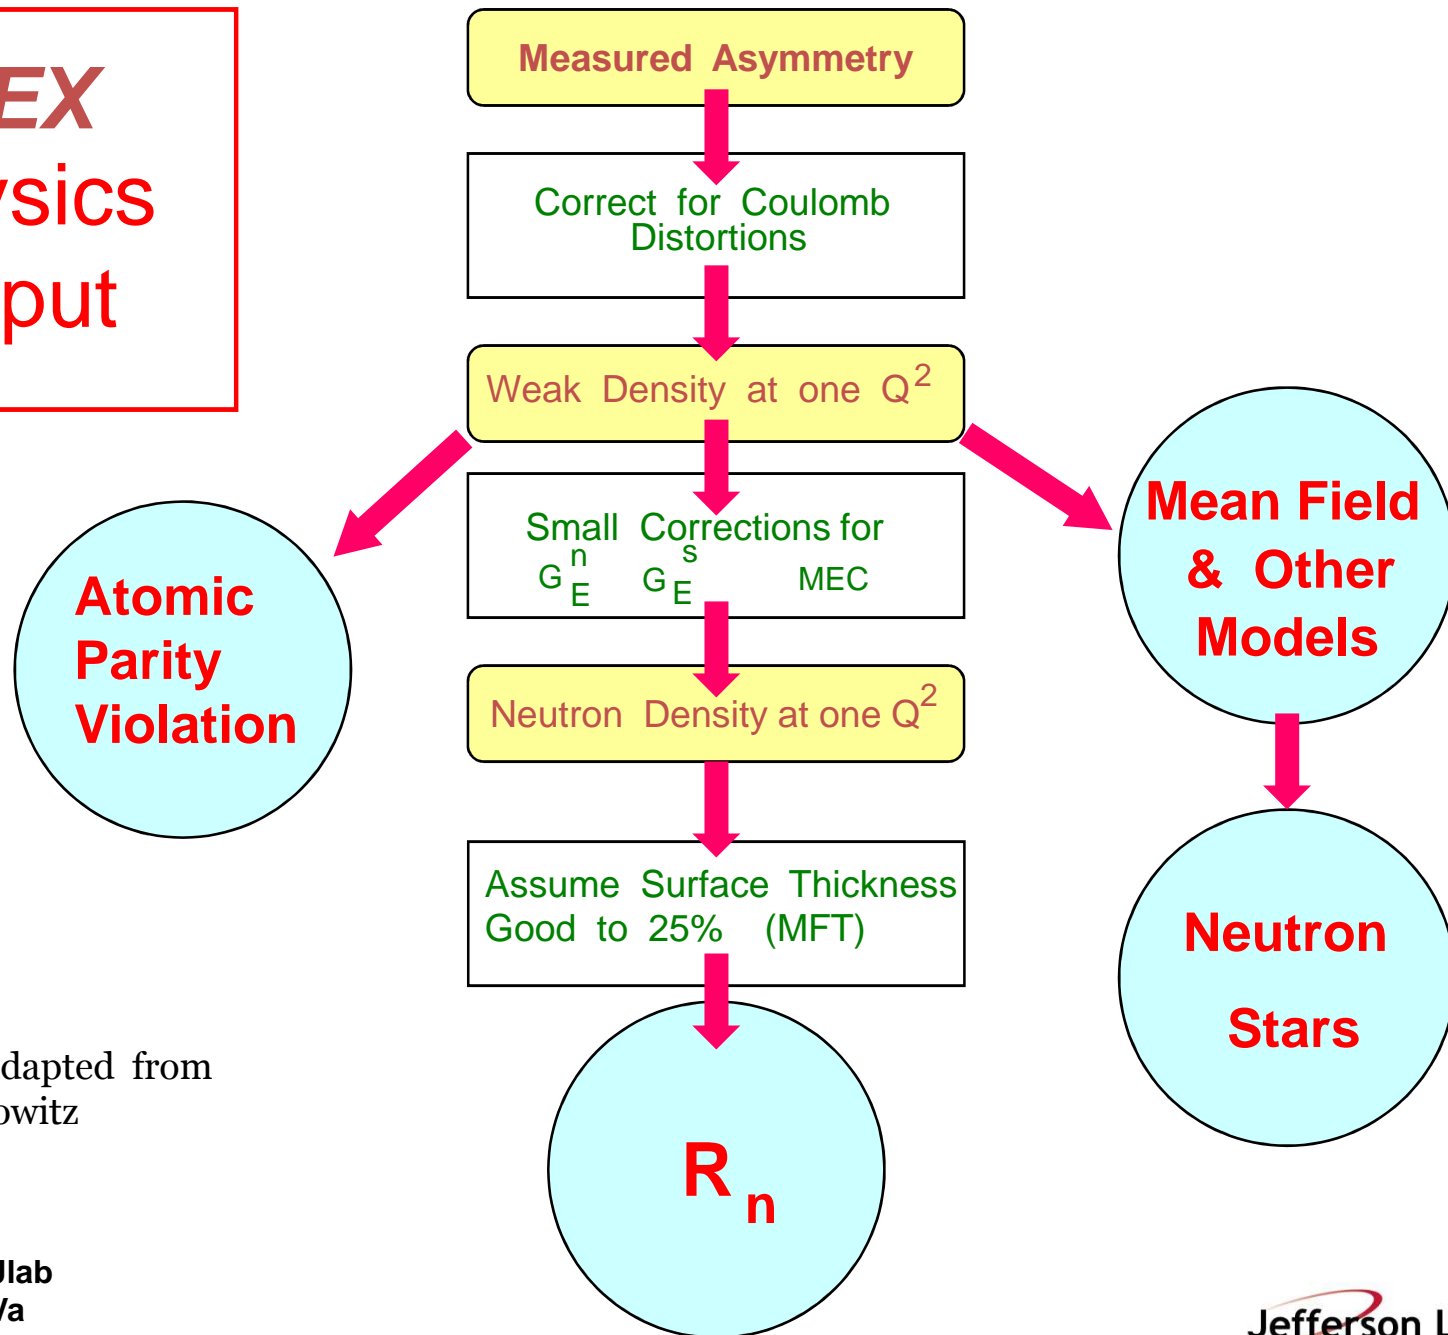 EX
ysics
put
Measured Asymmetry
Correct for Coulomb
Distortions
Weak Density at one Q²
Small Corrections for
G E n G E s MEC
Neutron Density at one Q²
Assume Surface Thickness
Good to 25% (MFT)
R n
Atomic
Parity
Violation
Mean Field
& Other
Models
Neutron
Stars
dapted from
owitz
Jlab
Va
Jefferson L